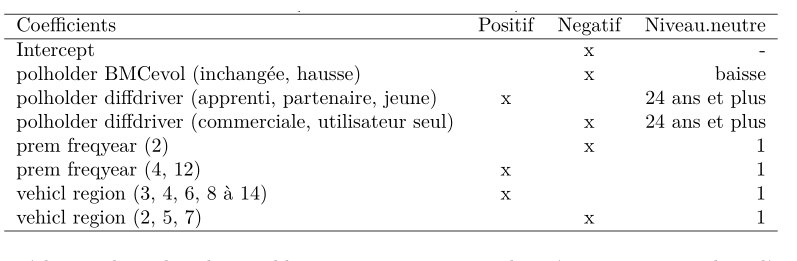 Coefficients Positif Negatif Niveau.neutre
Intercept x -
polholder BMCevol (inchangée, hausse) x baisse
polholder diffdriver (apprenti, partenaire, jeune) x 24 ans et plus
polholder diffdriver (commerciale, utilisateur seul) x 24 ans et plus
prem freqyear (2) x 1
prem freqyear (4, 12) x 1
vehicl region (3, 4, 6, 8 à 14) x 1
vehicl region (2, 5, 7) x 1